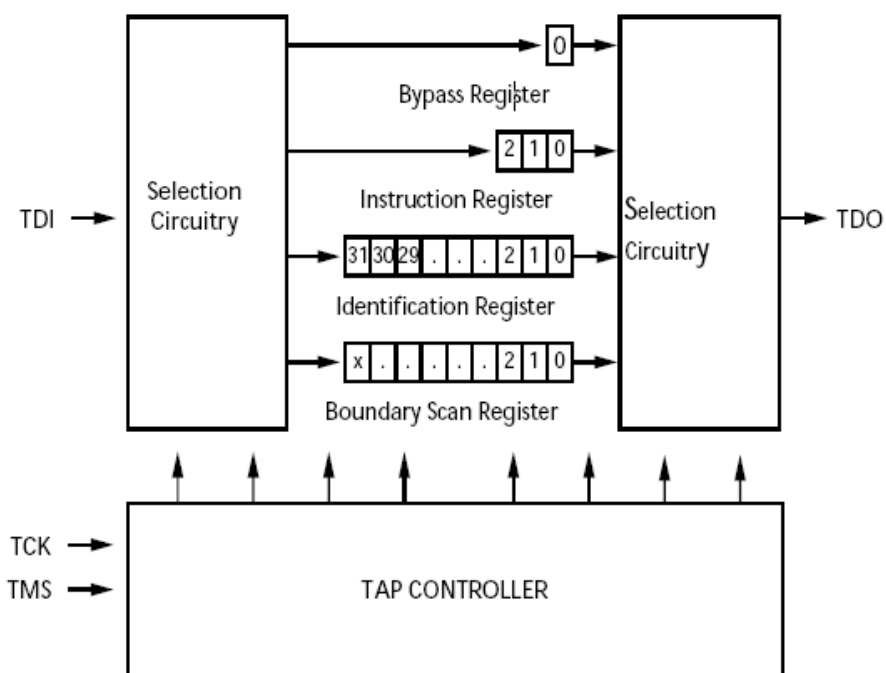 0
Bypass Register
2 1 0
Selection
Circuitry
Instruction Register
Selection
Circuitry
TDI
TDO
31 30 29 . . . 2 1 0
Identification Register
x . . . . . 2 1 0
Boundary Scan Register
TCK
TMS
TAP CONTROLLER